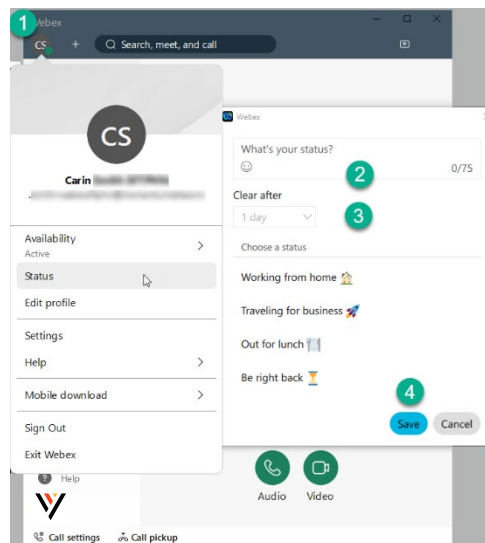 1
Webex
CS
+
Search, meet, and call
CS
Carin
Availability
Active
Status
Edit profile
Settings
Help
Mobile download
Sign Out
Exit Webex
Webex
What's your status?
2
0/75
Clear after
1 day
3
Choose a status
Working from home
Traveling for business
Out for lunch
Be right back
4
Save
Cancel
Help
Audio
Video
Call settings
Call pickup